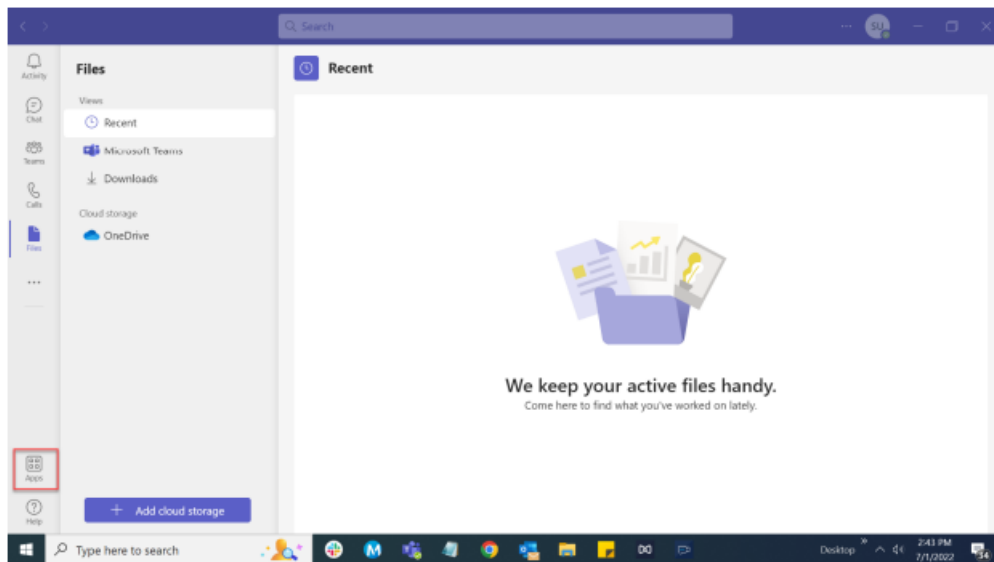 Search
SU
Activity
Chat
Teams
Calls
Files
Apps
Help
Files
Views
Recent
Microsoft Teams
Downloads
Cloud storage
OneDrive
+ Add cloud storage
Recent
We keep your active files handy.
Come here to find what you've worked on lately.
Type here to search
Desktop
2:43 PM
7/1/2022
34